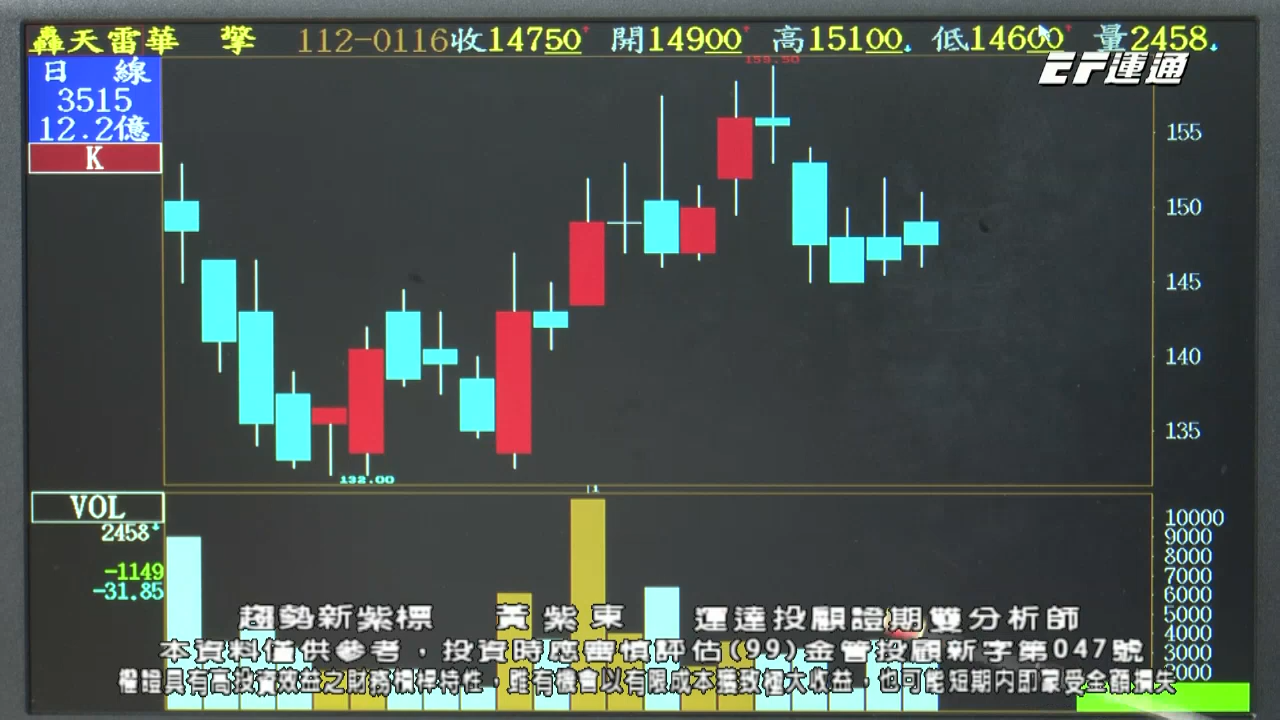 轟天雷華 擎 112-0116收14750 開14900 高15100 低14600 量2458
EF運通
159.50
日 線
3515
12.2億
K
155
150
145
140
135
132.00
1
VOL
2458
-1149
-31.85
10000
9000
8000
7000
6000
5000
4000
3000
2000
趨勢新紫標 黃紫東 運達投顧證期雙分析師
本資料僅供參考，投資時應審慎評估(99)金管投顧新字第047號
權證具有高投資效益之財務槓桿特性，雖有機會以有限成本獲致極大收益，也可能短期內即蒙受全額損失